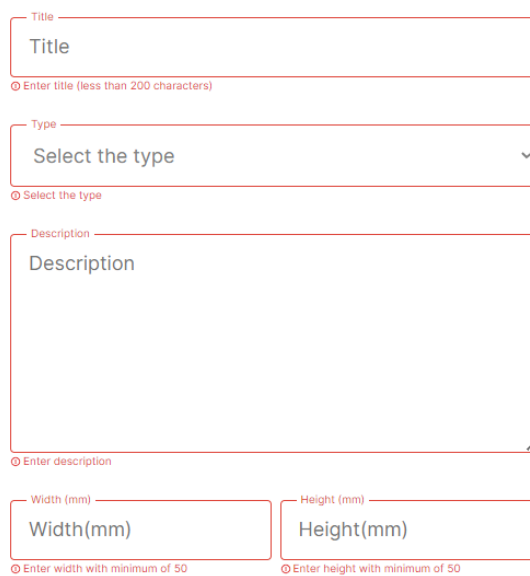 Title
Title
Enter title (less than 200 characters)
Type
Select the type
Select the type
Description
Description
Enter description
Width (mm) Height (mm)
Width(mm) Height(mm)
Enter width with minimum of 50 Enter height with minimum of 50